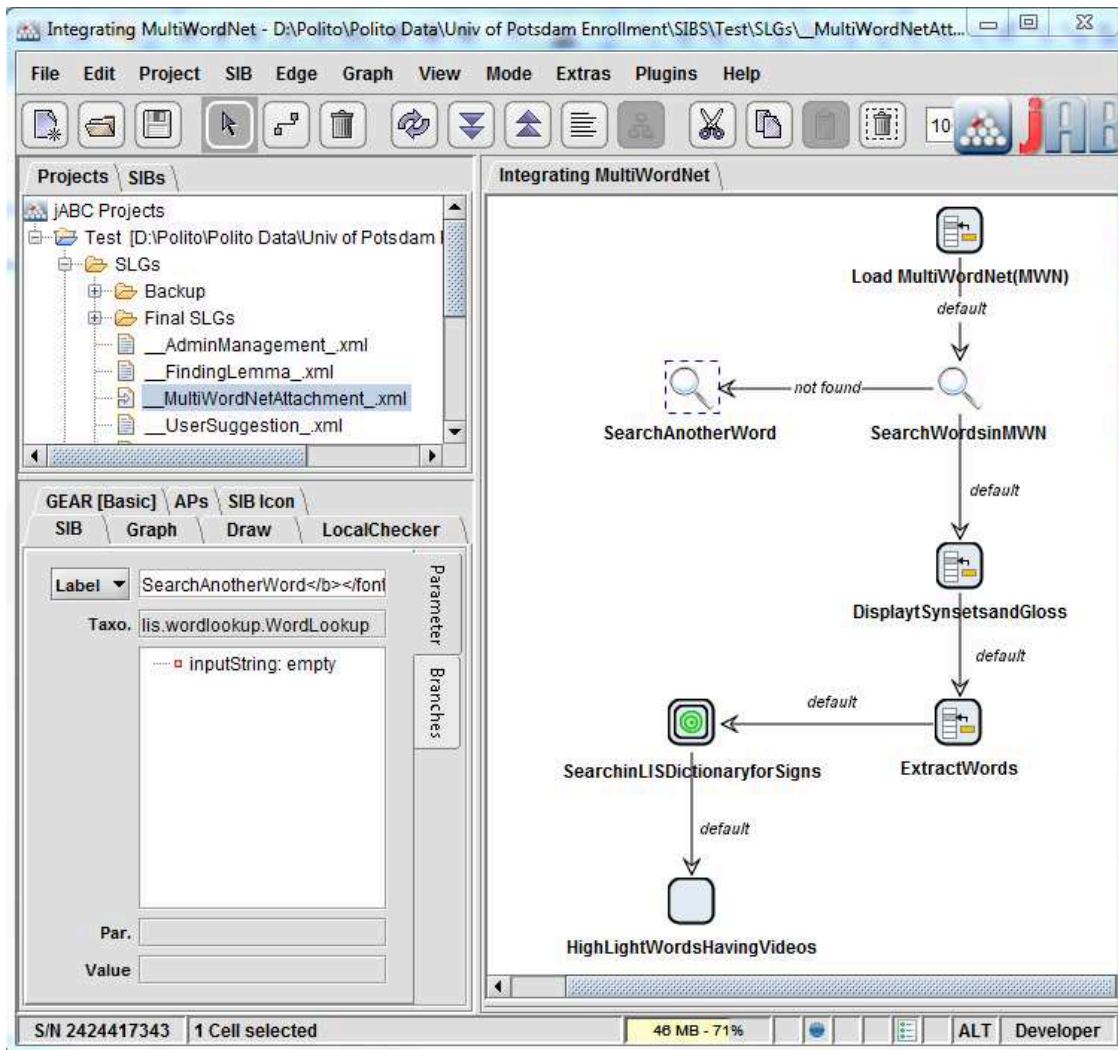 Integrating MultiWordNet - D:\Polito\Polito Data\Univ of Potsdam Enrollment\SIBS\Test\SLGs\__MultiWordNetAtt...
File Edit Project SIB Edge Graph View Mode Extras Plugins Help
10
jAB
Projects SIBs
jABC Projects
Test [D:\Polito\Polito Data\Univ of Potsdam
SLGs
Backup
Final SLGs
__AdminManagement_.xml
__FindingLemma_.xml
__MultiWordNetAttachment_.xml
__UserSuggestion_.xml
GEAR [Basic] APs SIB Icon
SIB Graph Draw LocalChecker
Label SearchAnotherWord</b></font
Taxo. lis.wordlookup.WordLookup
inputString: empty
Parameter
Branches
Par.
Value
Integrating MultiWordNet
Load MultiWordNet(MWN)
default
not found
SearchAnotherWord
SearchWordsinMWN
default
DisplaytSynsetsandGloss
default
default
SearchinLISDictionaryforSigns
ExtractWords
default
HighLightWordsHavingVideos
S/N 2424417343 1 Cell selected 46 MB - 71% ALT Developer